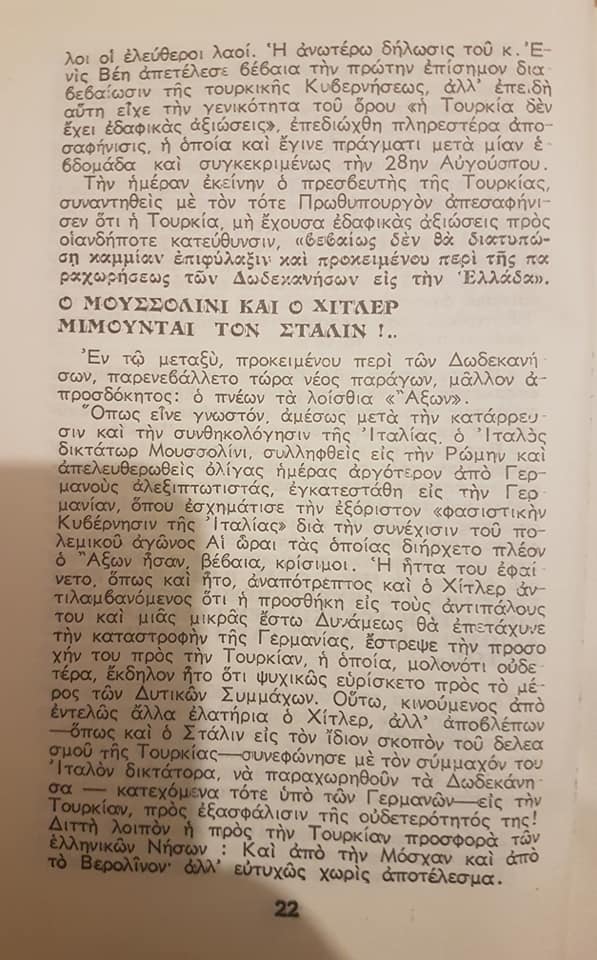 λοι οἱ ἐλεύθεροι λαοί. Ἡ ἀνωτέρω δήλωσις τοῦ κ. Ἐ-
νὶς Βέη ἀπετέλεσε βέβαια τὴν πρώτην ἐπίσημον δια-
βεβαίωσιν τῆς τουρκικῆς Κυβερνήσεως, ἀλλ' ἐπειδὴ
αὕτη εἶχε τὴν γενικότητα τοῦ ὅρου «ἡ Τουρκία δὲν
ἔχει ἐδαφικὰς ἀξιώσεις», ἐπεδιώχθη πληρεστέρα ἀπο-
σαφήνισις, ἡ ὁποία καὶ ἔγινε πράγματι μετὰ μίαν ἑ-
βδομάδα καὶ συγκεκριμένως τὴν 28ην Αὐγούστου.
Τὴν ἡμέραν ἐκείνην ὁ πρεσβευτὴς τῆς Τουρκίας,
συναντηθεὶς μὲ τὸν τότε Πρωθυπουργὸν ἀπεσαφήνι-
σεν ὅτι ἡ Τουρκία, μὴ ἔχουσα ἐδαφικὰς ἀξιώσεις πρὸς
οἱανδήποτε κατεύθυνσιν, «βεβαίως δὲν θὰ διατυπώ-
ση καμμίαν ἐπιφύλαξιν καὶ προκειμένου περὶ τῆς πα
ραχωρήσεως τῶν Δωδεκανήσων εἰς τὴν Ἑλλάδα».
Ο ΜΟΥΣΣΟΛΙΝΙ ΚΑΙ Ο ΧΙΤΛΕΡ
ΜΙΜΟΥΝΤΑΙ ΤΟΝ ΣΤΑΛΙΝ !..
Ἐν τῷ μεταξύ, προκειμένου περὶ τῶν Δωδεκανή-
σων, παρενεβάλλετο τώρα νέος παράγων, μᾶλλον ἀ-
προσδόκητος: ὁ πνέων τὰ λοίσθια «Ἄξων».
Ὅπως εἶνε γνωστόν, ἀμέσως μετὰ τὴν κατάρρευ-
σιν καὶ τὴν συνθηκολόγησιν τῆς Ἰταλίας, ὁ Ἰταλὸς
δικτάτωρ Μουσσολίνι, συλληφθεὶς εἰς τὴν Ρώμην καὶ
ἀπελευθερωθεὶς ὀλίγας ἡμέρας ἀργότερον ἀπὸ Γερ-
μανοὺς ἀλεξιπτωτιστάς, ἐγκατεστάθη εἰς τὴν Γερ-
μανίαν, ὅπου ἐσχημάτισε τὴν ἐξόριστον «φασιστικὴν
Κυβέρνησιν τῆς Ἰταλίας» διὰ τὴν συνέχισιν τοῦ πο-
λεμικοῦ ἀγῶνος Αἱ ὧραι τὰς ὁποίας διήρχετο πλέον
ὁ Ἄξων ἦσαν, βέβαια, κρίσιμοι. Ἡ ἧττα του ἐφαί-
νετο, ὅπως καὶ ἦτο, ἀναπότρεπτος καὶ ὁ Χίτλερ ἀν-
τιλαμβανόμενος ὅτι ἡ προσθήκη εἰς τοὺς ἀντιπάλους
του καὶ μιᾶς μικρᾶς ἔστω Δυνάμεως θὰ ἐπετάχυνε
τὴν καταστροφὴν τῆς Γερμανίας, ἔστρεψε τὴν προσο
χήν του πρὸς τὴν Τουρκίαν, ἡ ὁποία, μολονότι οὐδε-
τέρα, ἔκδηλον ἦτο ὅτι ψυχικῶς εὑρίσκετο πρὸς τὸ μέ-
ρος τῶν Δυτικῶν Συμμάχων. Οὕτω, κινούμενος ἀπὸ
ἐντελῶς ἄλλα ἐλατήρια ὁ Χίτλερ, ἀλλ' ἀποβλέπων
—ὅπως καὶ ὁ Στάλιν εἰς τὸν ἴδιον σκοπὸν τοῦ δελεα
σμοῦ τῆς Τουρκίας—συνεφώνησε μὲ τὸν σύμμαχόν του
Ἰταλὸν δικτάτορα, νὰ παραχωρηθοῦν τὰ Δωδεκάνη-
σα — κατεχόμενα τότε ὑπὸ τῶν Γερμανῶν—εἰς τὴν
Τουρκίαν, πρὸς ἐξασφάλισιν τῆς οὐδετερότητός της!
Διττὴ λοιπὸν ἡ πρὸς τὴν Τουρκίαν προσφορὰ τῶν
ἑλληνικῶν Νήσων : Καὶ ἀπὸ τὴν Μόσχαν καὶ ἀπὸ
τὸ Βερολῖνον· ἀλλ' εὐτυχῶς χωρὶς ἀποτέλεσμα.
22